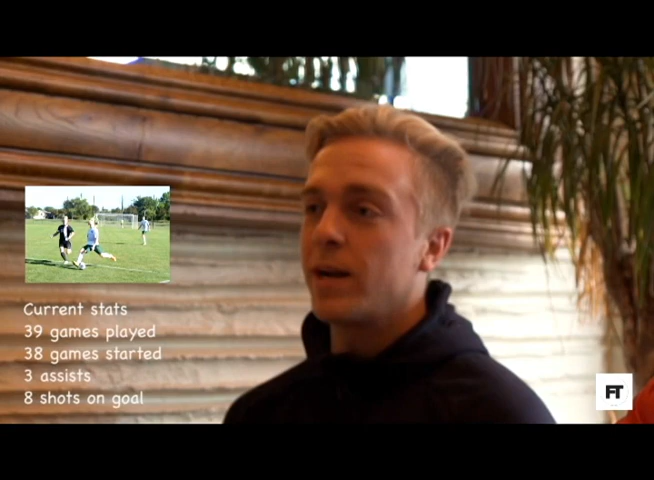 Current stats
39 games played
38 games started
3 assists
8 shots on goal
FT